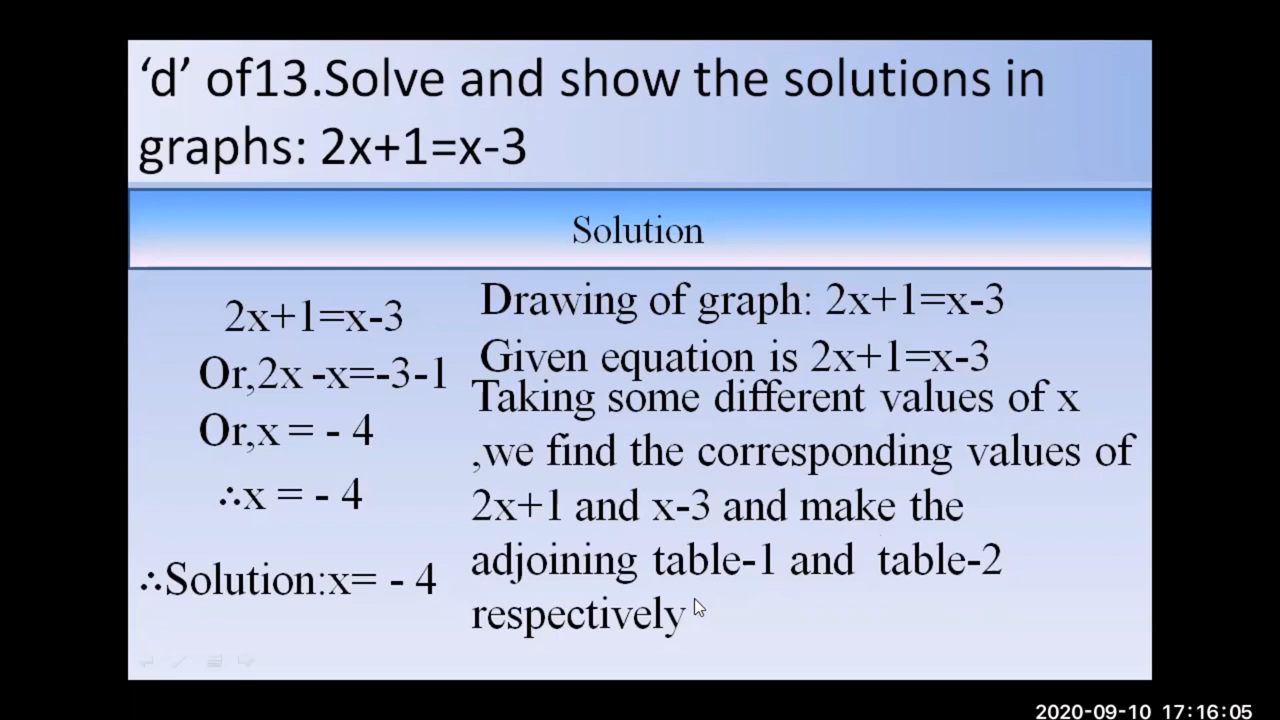 ‘d’ of13.Solve and show the solutions in
graphs: 2x+1=x-3
Solution
2x+1=x-3
Or,2x -x=-3-1
Or,x = - 4
∴x = - 4
∴Solution:x= - 4
Drawing of graph: 2x+1=x-3
Given equation is 2x+1=x-3
Taking some different values of x
,we find the corresponding values of
2x+1 and x-3 and make the
adjoining table-1 and table-2
respectively
2020-09-10 17:16:05